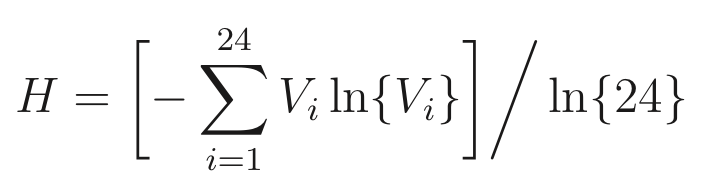 H = [ − ∑_{i=1}^{24} V_i ln{V_i} ] / ln{24}